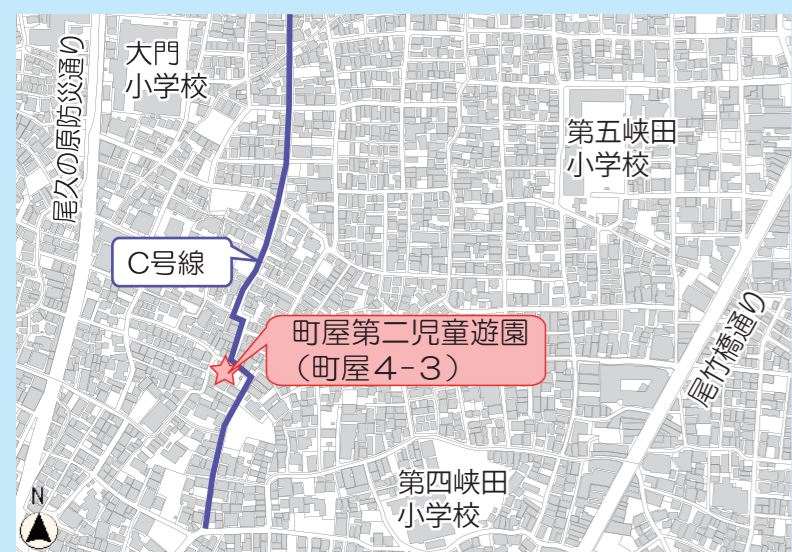 大門
小学校
尾久の原防災通り
第五峡田
小学校
C号線
町屋第二児童遊園
（町屋4-3）
尾竹橋通り
第四峡田
小学校
N